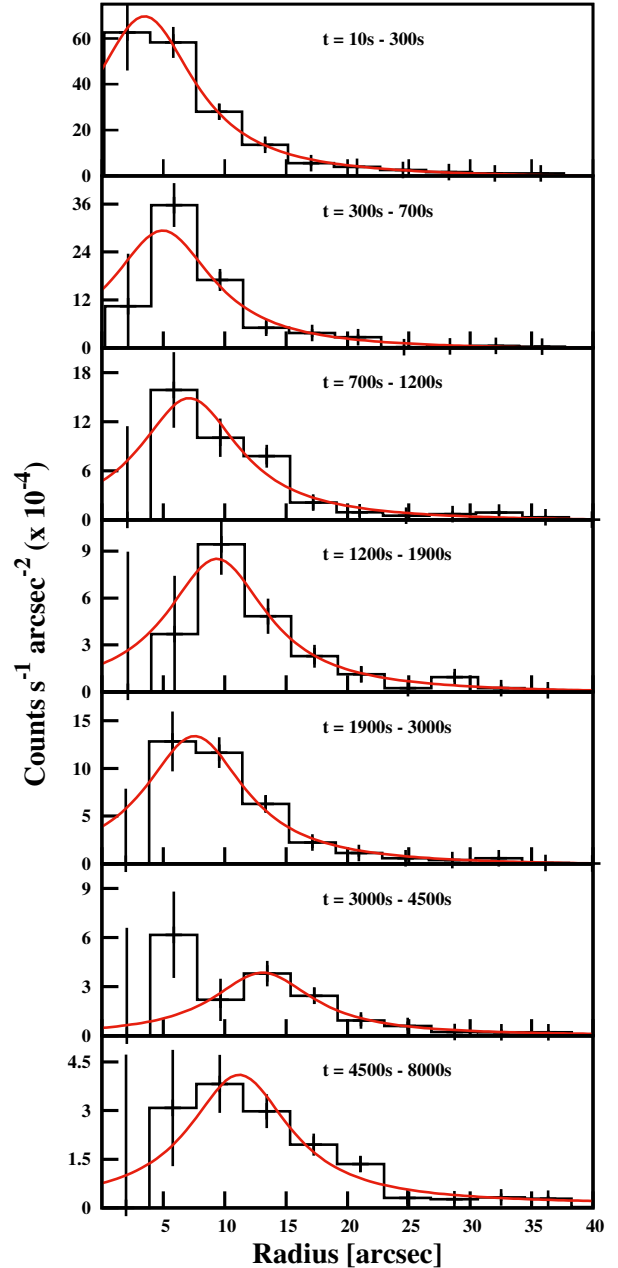 t = 10s - 300s
60
40
20
0
t = 300s - 700s
36
24
12
0
t = 700s - 1200s
18
12
6
0
t = 1200s - 1900s
9
6
3
0
t = 1900s - 3000s
15
10
5
0
t = 3000s - 4500s
9
6
3
0
t = 4500s - 8000s
4.5
3
1.5
0
5 10 15 20 25 30 35 40
Radius [arcsec]
Counts s⁻¹ arcsec⁻² (x 10⁻⁴)